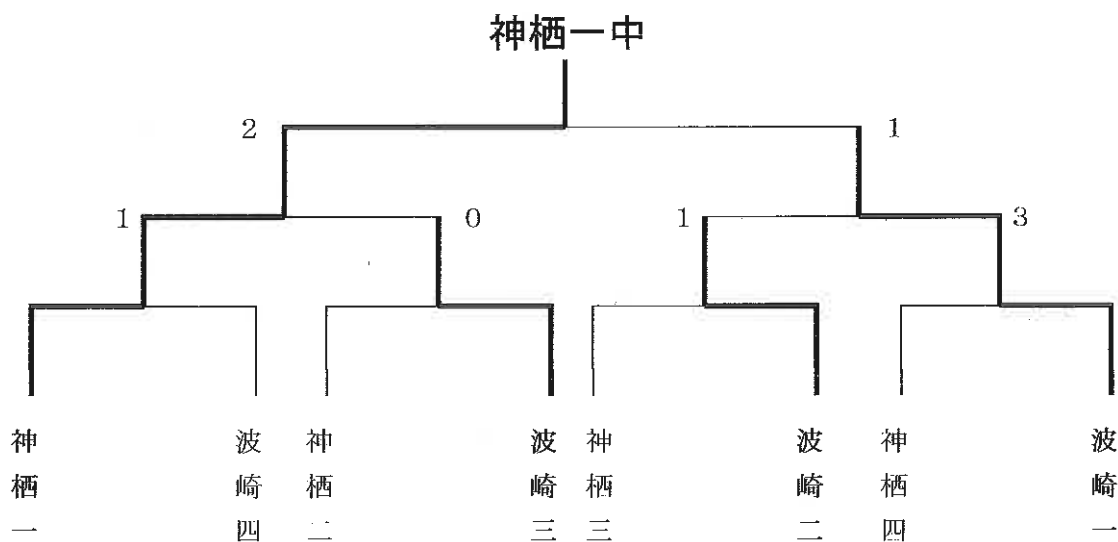 神栖一中
2 1
1 0 1 3
神栖一
波崎四
神栖二
波崎三
神栖三
波崎二
神栖四
波崎一